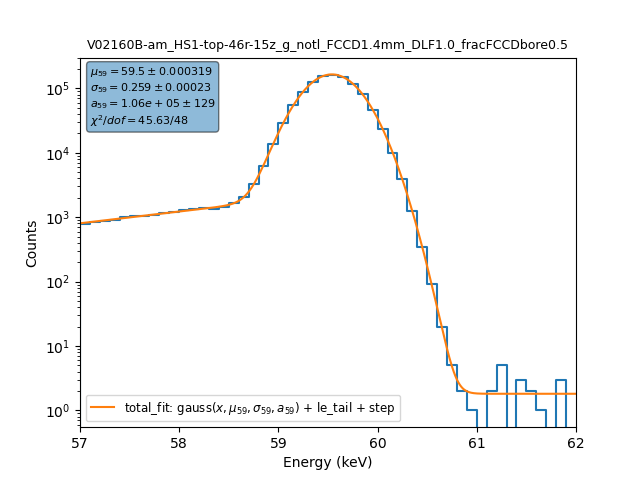 V02160B-am_HS1-top-46r-15z_g_notl_FCCD1.4mm_DLF1.0_fracFCCDbore0.5
μ₅₉ = 59.5 ± 0.000319
σ₅₉ = 0.259 ± 0.00023
a₅₉ = 1.06e + 05 ± 129
χ²/dof = 45.63/48
10⁵
10⁴
10³
10²
10¹
10⁰
Counts
total_fit: gauss(x, μ₅₉, σ₅₉, a₅₉) + le_tail + step
57 58 59 60 61 62
Energy (keV)